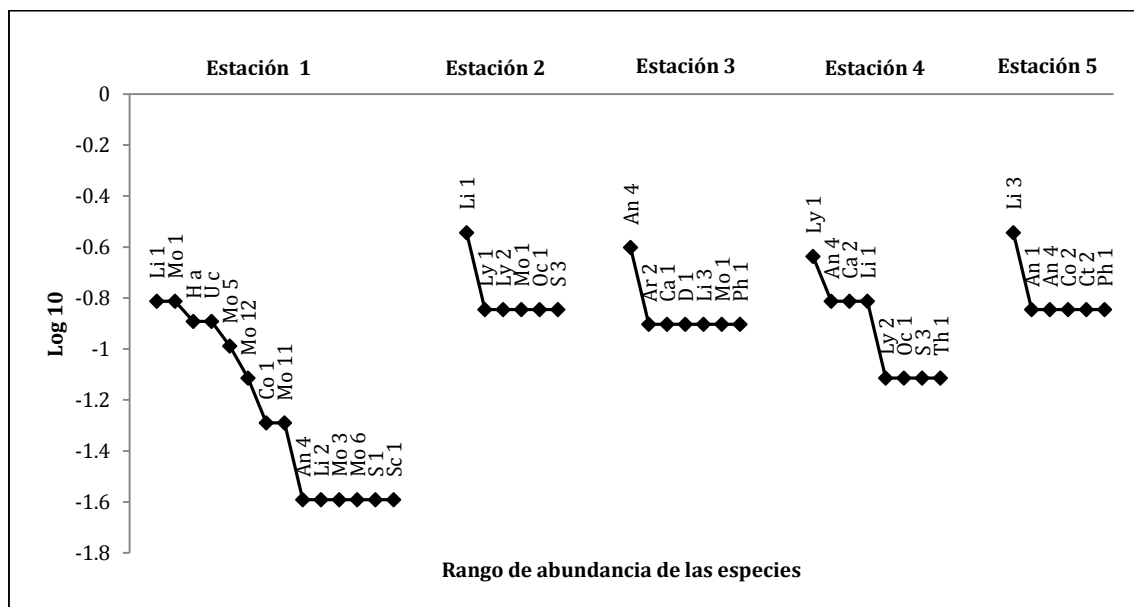 Estación 1
Estación 2
Estación 3
Estación 4
Estación 5
Log 10
0
-0.2
-0.4
-0.6
-0.8
-1
-1.2
-1.4
-1.6
-1.8
Li 1
Mo 1
H a
U c
Mo 5
Mo 12
Co 1
Mo 11
An 4
Li 2
Mo 3
Mo 6
S 1
Sc 1
Li 1
Ly 1
Ly 2
Mo 1
Oc 1
S 3
An 4
Ar 2
Ca 1
D 1
Li 3
Mo 1
Ph 1
Ly 1
An 4
Ca 2
Li 1
Ly 2
Oc 1
S 3
Th 1
Li 3
An 1
An 4
Co 2
Ct 2
Ph 1
Rango de abundancia de las especies